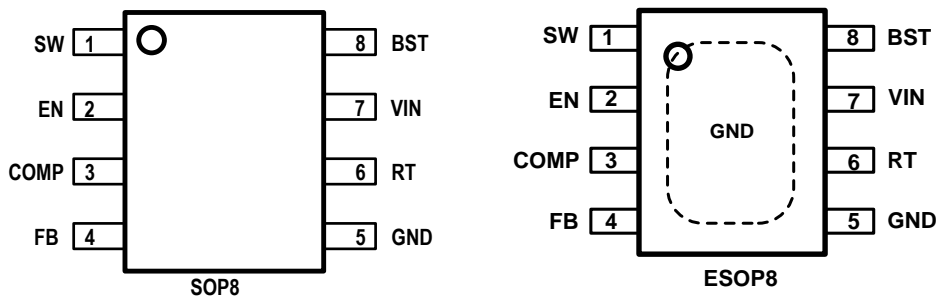 SW 1 8 BST
EN 2 7 VIN
COMP 3 6 RT
FB 4 5 GND
SOP8
SW 1 8 BST
EN 2 7 VIN
GND
COMP 3 6 RT
FB 4 5 GND
ESOP8